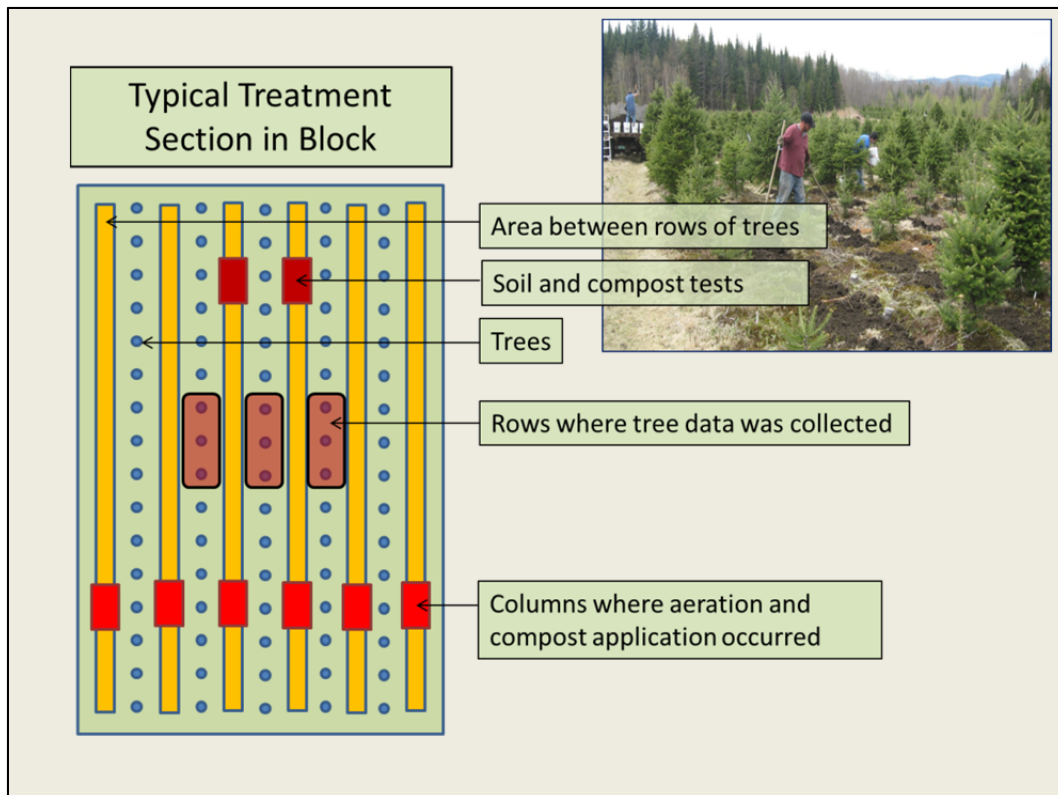 Typical Treatment
Section in Block
Area between rows of trees
Soil and compost tests
Trees
Rows where tree data was collected
Columns where aeration and
compost application occurred